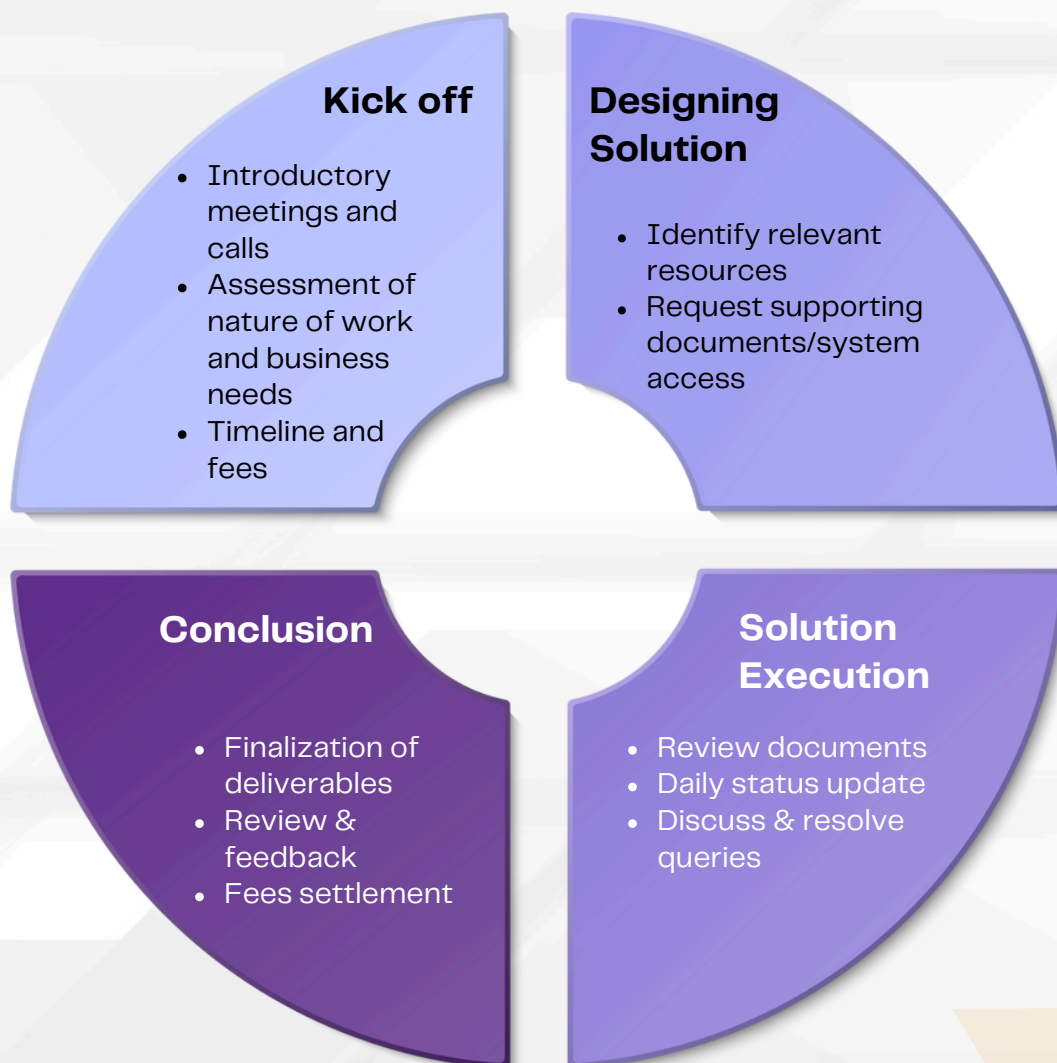 Kick off
• Introductory
meetings and
calls
• Assessment of
nature of work
and business
needs
• Timeline and
fees
Designing
Solution
• Identify relevant
resources
• Request supporting
documents/system
access
Solution
Execution
• Review documents
• Daily status update
• Discuss & resolve
queries
Conclusion
• Finalization of
deliverables
• Review &
feedback
• Fees settlement